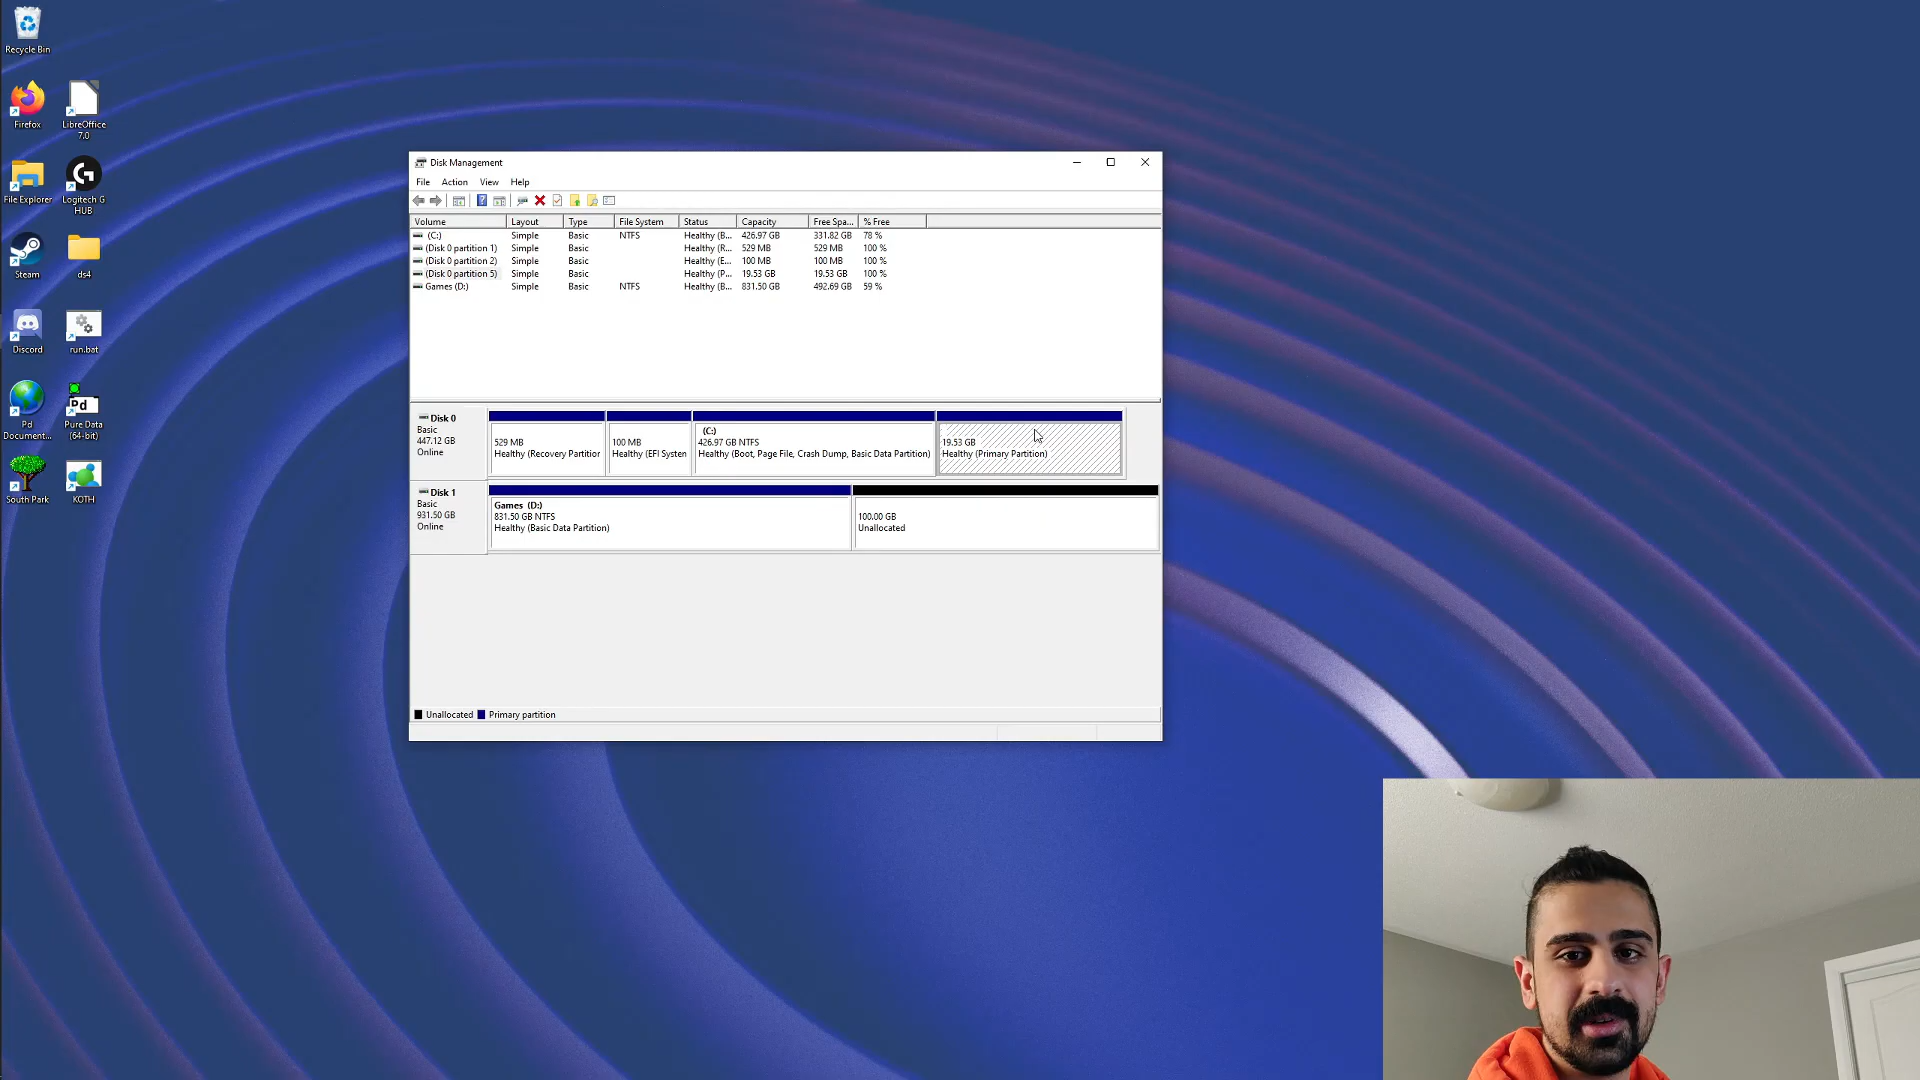 Recycle Bin
Firefox
LibreOffice
7.0
File Explorer
Logitech G
HUB
Steam
ds4
Discord
run.bat
Pd
Document...
Pd
Pure Data
(64-bit)
South Park
KOTH
Disk Management
File Action View Help
Volume Layout Type File System Status Capacity Free Spa... % Free
(C:) Simple Basic NTFS Healthy (B... 426.97 GB 331.82 GB 78 %
(Disk 0 partition 1) Simple Basic Healthy (R... 529 MB 529 MB 100 %
(Disk 0 partition 2) Simple Basic Healthy (E... 100 MB 100 MB 100 %
(Disk 0 partition 5) Simple Basic Healthy (P... 19.53 GB 19.53 GB 100 %
Games (D:) Simple Basic NTFS Healthy (B... 831.50 GB 492.69 GB 59 %
Disk 0
Basic
447.12 GB
Online
529 MB
Healthy (Recovery Partitior
100 MB
Healthy (EFI Systen
(C:)
426.97 GB NTFS
Healthy (Boot, Page File, Crash Dump, Basic Data Partition)
19.53 GB
Healthy (Primary Partition)
Disk 1
Basic
931.50 GB
Online
Games (D:)
831.50 GB NTFS
Healthy (Basic Data Partition)
100.00 GB
Unallocated
Unallocated Primary partition